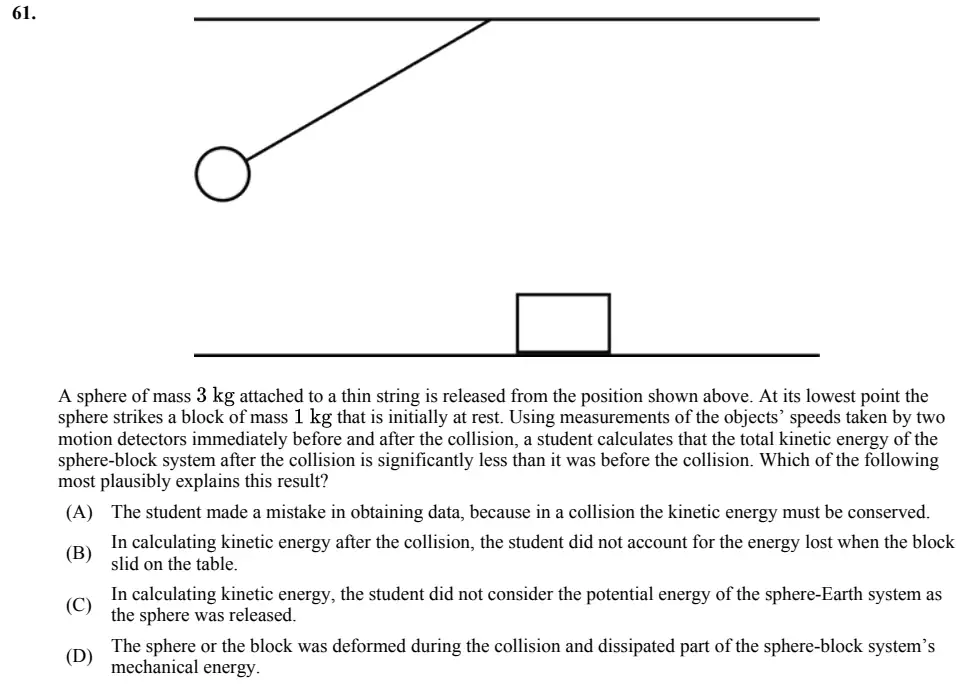 61.
A sphere of mass 3 kg attached to a thin string is released from the position shown above. At its lowest point the
sphere strikes a block of mass 1 kg that is initially at rest. Using measurements of the objects’ speeds taken by two
motion detectors immediately before and after the collision, a student calculates that the total kinetic energy of the
sphere-block system after the collision is significantly less than it was before the collision. Which of the following
most plausibly explains this result?
(A) The student made a mistake in obtaining data, because in a collision the kinetic energy must be conserved.
(B) In calculating kinetic energy after the collision, the student did not account for the energy lost when the block
slid on the table.
(C) In calculating kinetic energy, the student did not consider the potential energy of the sphere-Earth system as
the sphere was released.
(D) The sphere or the block was deformed during the collision and dissipated part of the sphere-block system’s
mechanical energy.